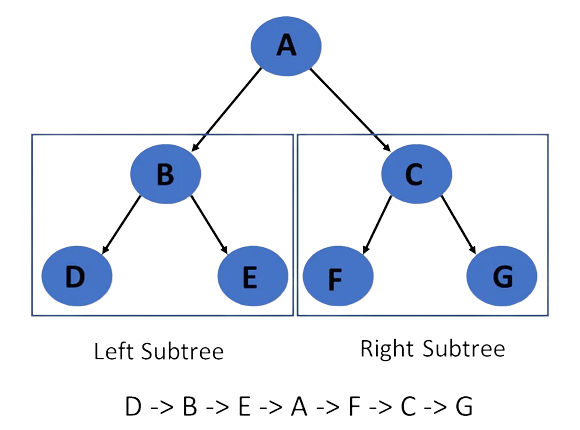 A
B C
D E F G
Left Subtree Right Subtree
D -> B -> E -> A -> F -> C -> G